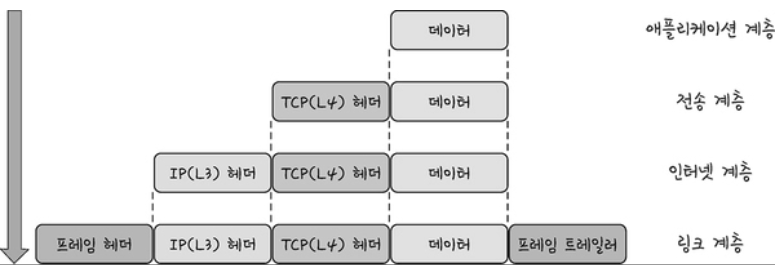 데이터 애플리케이션 계층
TCP(L4) 헤더 데이터 전송 계층
IP(L3) 헤더 TCP(L4) 헤더 데이터 인터넷 계층
프레임 헤더 IP(L3) 헤더 TCP(L4) 헤더 데이터 프레임 트레일러 링크 계층